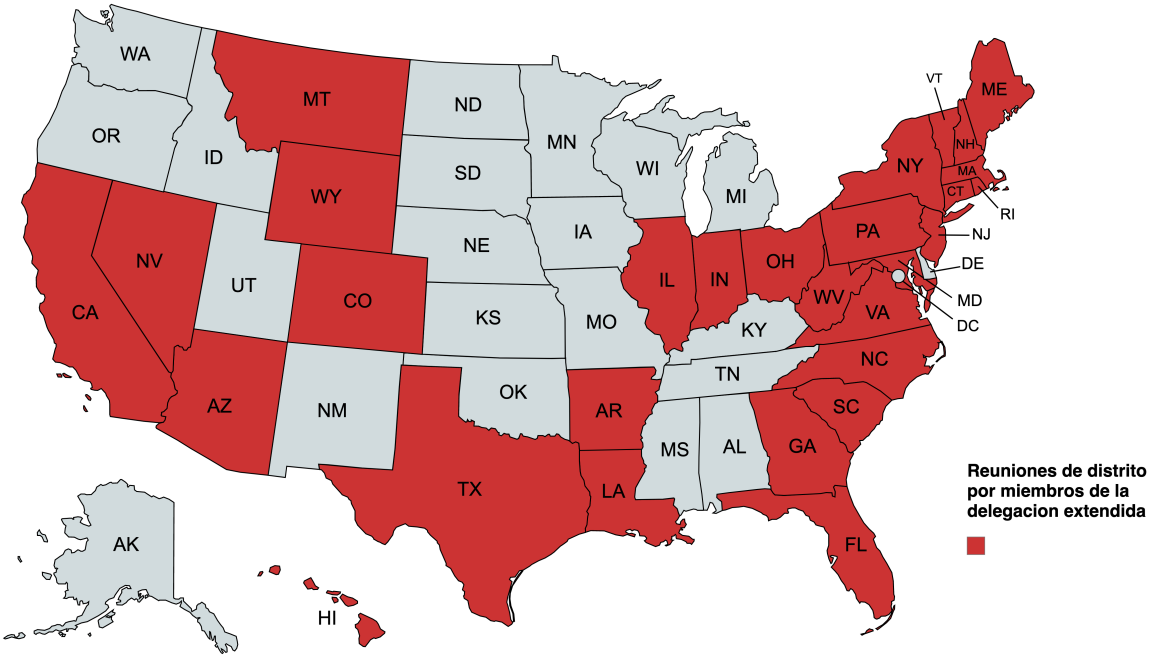 WA
MT
ND
MN
VT
ME
OR
ID
SD
WI
MI
NY
NH
MA
CT
RI
WY
NE
IA
PA
NJ
NV
UT
CO
KS
MO
IL
IN
OH
WV
VA
DE
MD
DC
CA
KY
NC
AZ
NM
OK
AR
TN
SC
MS
AL
GA
TX
LA
FL
AK
HI
Reuniones de distrito
por miembros de la
delegacion extendida